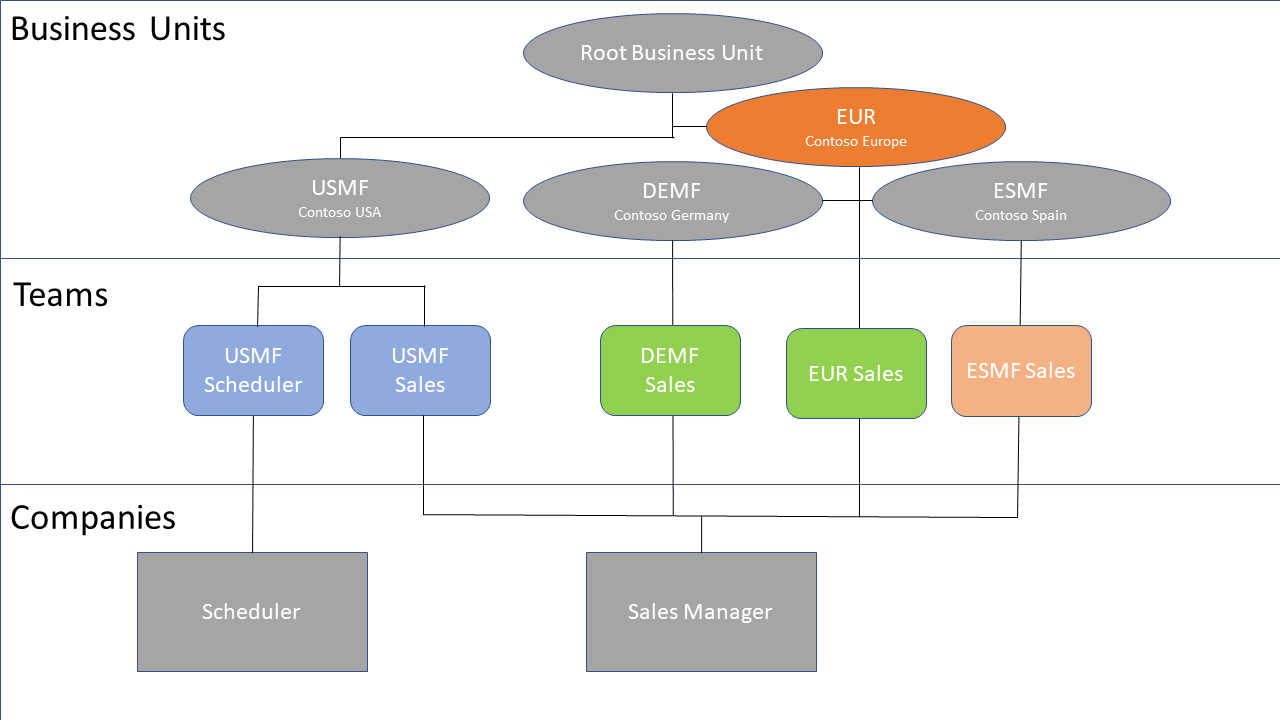 Business Units
Root Business Unit
EUR
Contoso Europe
USMF
Contoso USA
DEMF
Contoso Germany
ESMF
Contoso Spain
Teams
USMF
Scheduler
USMF
Sales
DEMF
Sales
EUR Sales
ESMF Sales
Companies
Scheduler
Sales Manager